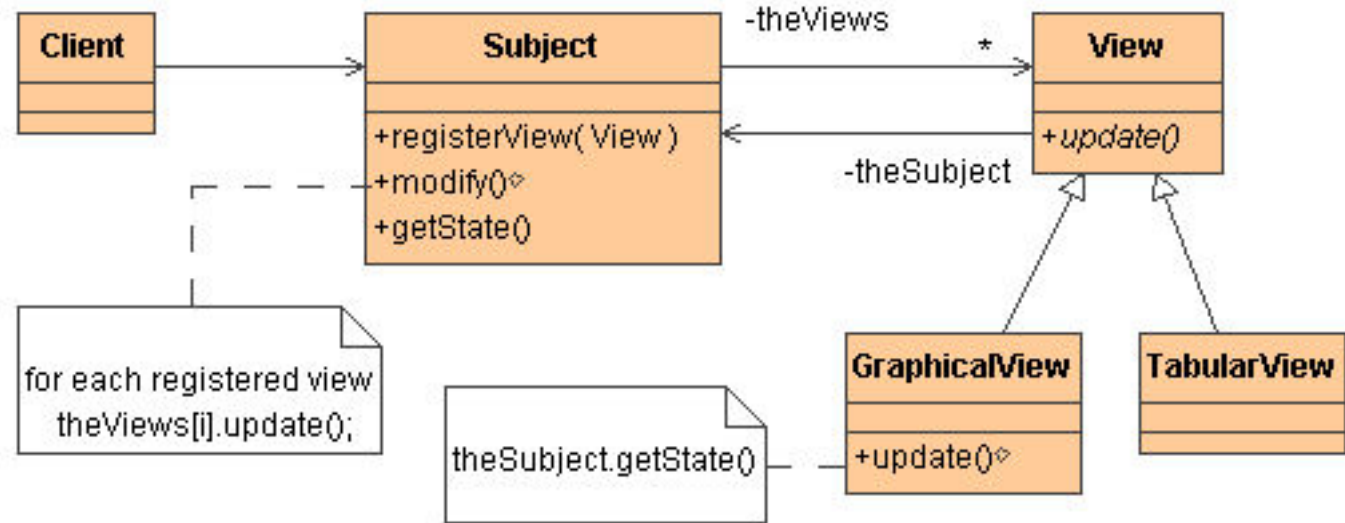 Client
Subject
+registerView( View )
+modify()
+getState()
-theViews
*
-theSubject
View
+update()
for each registered view
theViews[i].update();
theSubject.getState()
GraphicalView
+update()
TabularView